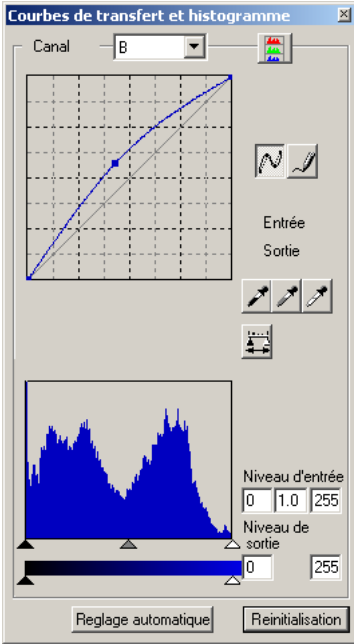 Courbes de transfert et histogramme
Canal B
Entrée
Sortie
Niveau d'entrée
0 1.0 255
Niveau de
sortie
0 255
Reglage automatique Reinitialisation